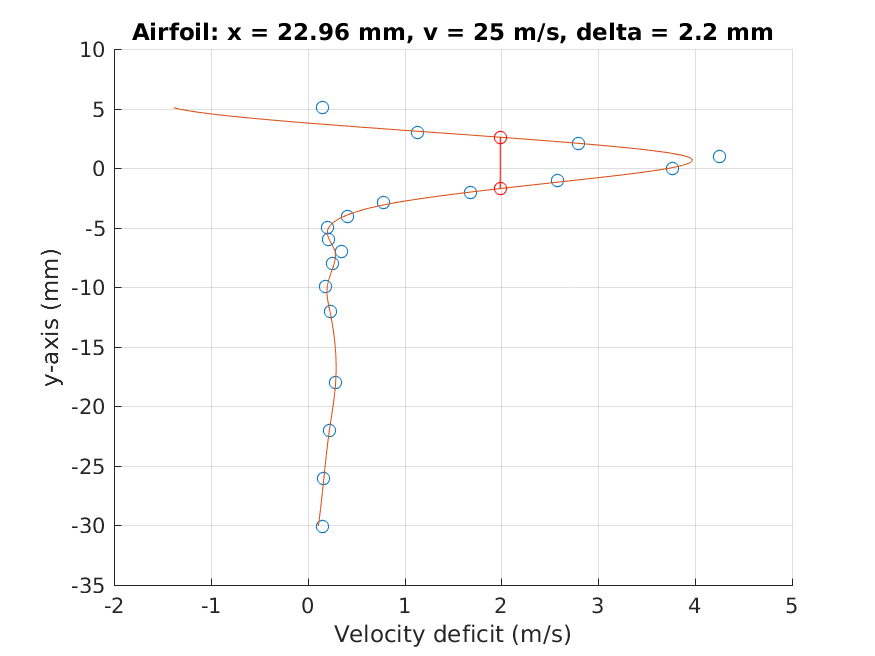 Airfoil: x = 22.96 mm, v = 25 m/s, delta = 2.2 mm
10
5
0
-5
-10
-15
-20
-25
-30
-35
y-axis (mm)
-2 -1 0 1 2 3 4 5
Velocity deficit (m/s)